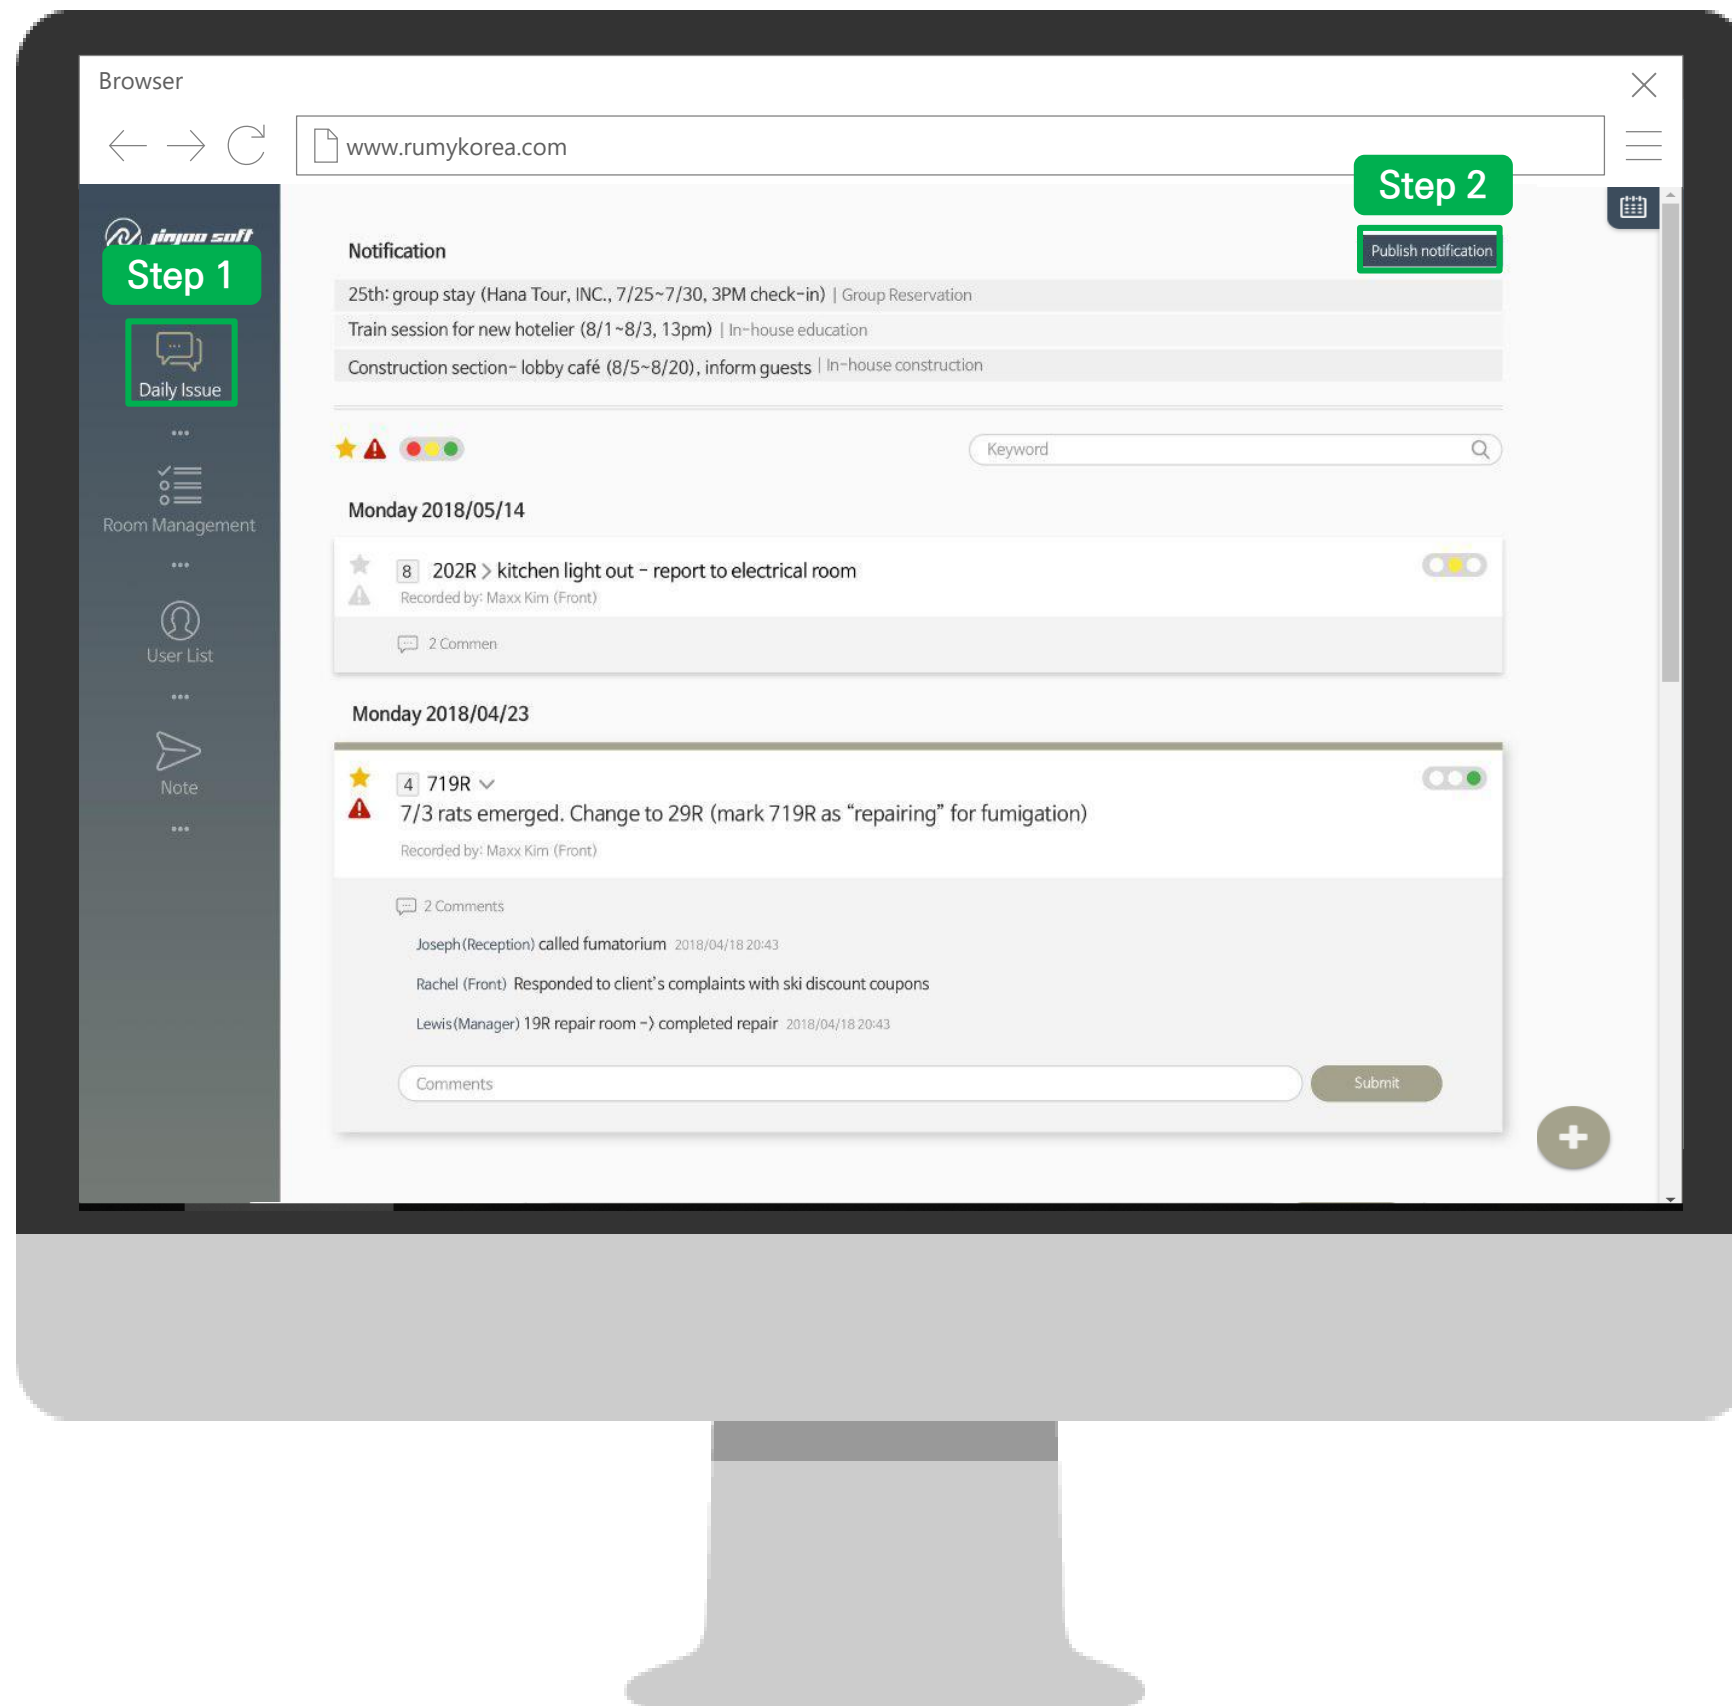 Browser
www.rumykorea.com
Step 2
jinjoo soft
Step 1
Daily Issue
Room Management
User List
Note
Notification
Publish notification
25th: group stay (Hana Tour, INC., 7/25~7/30, 3PM check-in) | Group Reservation
Train session for new hotelier (8/1~8/3, 13pm) | In-house education
Construction section- lobby café (8/5~8/20), inform guests | In-house construction
Keyword
Monday 2018/05/14
8 202R > kitchen light out - report to electrical room
Recorded by: Maxx Kim (Front)
2 Commen
Monday 2018/04/23
4 719R
7/3 rats emerged. Change to 29R (mark 719R as “repairing” for fumigation)
Recorded by: Maxx Kim (Front)
2 Comments
Joseph(Reception) called fumatorium 2018/04/18 20:43
Rachel (Front) Responded to client's complaints with ski discount coupons
Lewis(Manager) 19R repair room -> completed repair 2018/04/18 20:43
Comments
Submit